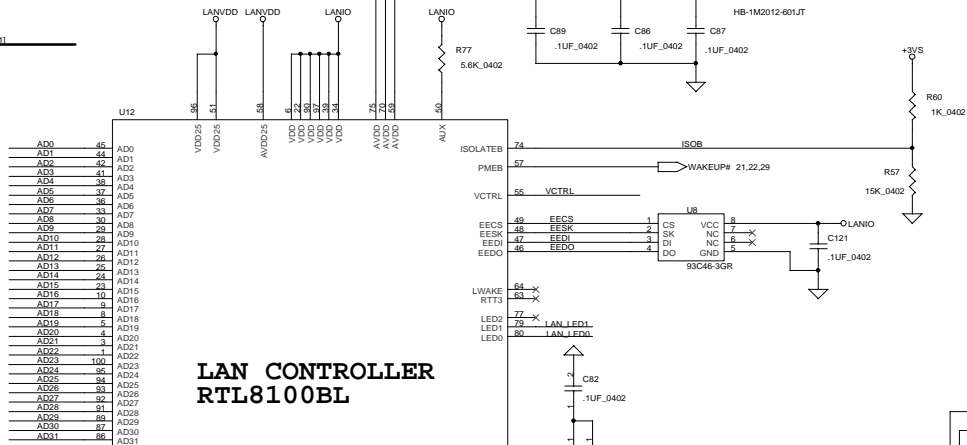 LANVDD LANVDD LANIO LANIO
HB-1M2012-601JT
C89 C86 C87
.1UF_0402 .1UF_0402 .1UF_0402
R77
5.6K_0402
+3VS
R60
1K_0402
R57
15K_0402
U12
96 51 58 6 22 90 97 39 34 75 70 59 50
VDD25 VDD25 AVDD25 VDD VDD VDD VDD VDD VDD AVDD AVDD AVDD AUX
AD0 45 AD0
AD1 44 AD1
AD2 42 AD2
AD3 41 AD3
AD4 38 AD4
AD5 37 AD5
AD6 36 AD6
AD7 33 AD7
AD8 30 AD8
AD9 29 AD9
AD10 28 AD10
AD11 27 AD11
AD12 26 AD12
AD13 25 AD13
AD14 24 AD14
AD15 23 AD15
AD16 10 AD16
AD17 9 AD17
AD18 8 AD18
AD19 5 AD19
AD20 4 AD20
AD21 3 AD21
AD22 1 AD22
AD23 100 AD23
AD24 95 AD24
AD25 94 AD25
AD26 93 AD26
AD27 92 AD27
AD28 91 AD28
AD29 89 AD29
AD30 87 AD30
AD31 86 AD31
LAN CONTROLLER
RTL8100BL
ISOLATEB 74 ISOB
PMEB 57 WAKEUP# 21,22,29
VCTRL 55 VCTRL
EECS 49 EECS
EESK 48 EESK
EEDI 47 EEDI
EEDO 46 EEDO
U8
1 CS VCC 8
2 SK NC 7
3 DI NC 6
4 DO GND 5
93C46-3GR
LANIO
C121
.1UF_0402
LWAKE 64
RTT3 63
LED2 77
LED1 79 LAN_LED1
LED0 80 LAN_LED0
2
C82
.1UF_0402
1
1 1